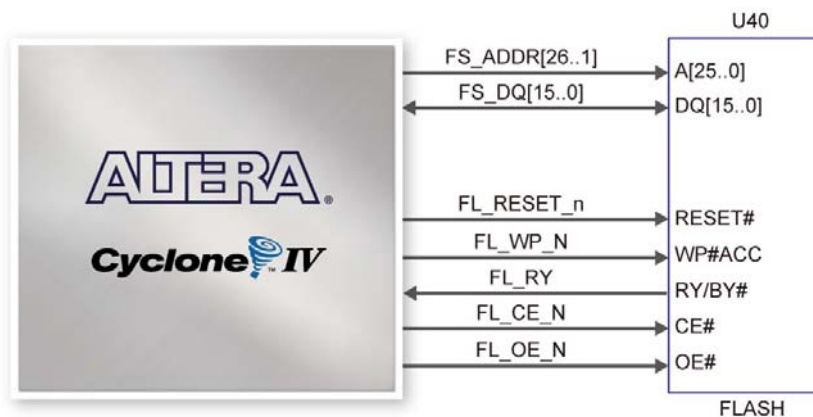 U40
FS_ADDR[26..1]
A[25..0]
FS_DQ[15..0]
DQ[15..0]
ALTERA®
Cyclone™ IV
FL_RESET_n
RESET#
FL_WP_N
WP#ACC
FL_RY
RY/BY#
FL_CE_N
CE#
FL_OE_N
OE#
FLASH